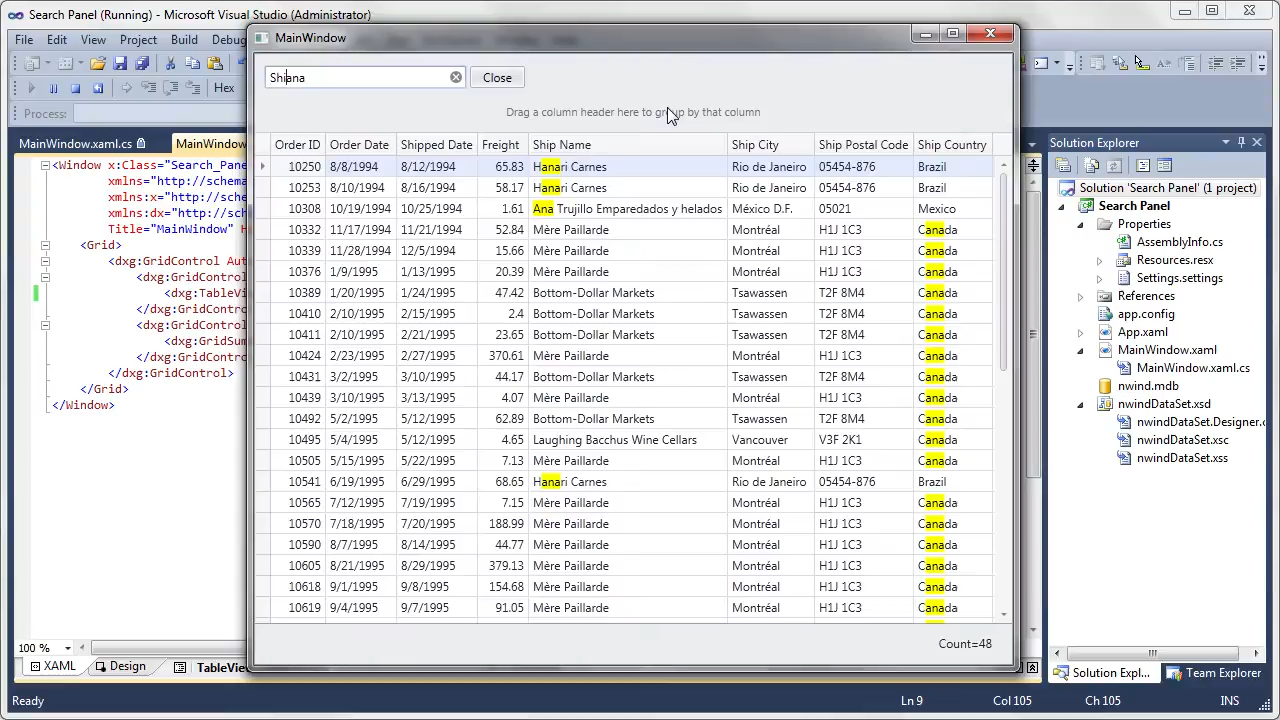 Search Panel (Running) - Microsoft Visual Studio (Administrator)
File Edit View Project Build
Hex
Process:
MainWindow.xaml.cs MainWindow
<Window x:Class="Search_Pane
xmlns="http://schema
xmlns:x="http://sche
xmlns:dx="http://sch
Title="MainWindow" H
<Grid>
<dxg:GridControl Aut
<dxg:GridControl
<dxg:TableVi
</dxg:GridContro
<dxg:GridControl
<dxg:GridSum
</dxg:GridContro
</dxg:GridControl>
</Grid>
</Window>
100 %
XAML Design TableVie
Ready Ln 9 Col 105 Ch 105 INS
MainWindow
Shiana Close
Drag a column header here to group by that column
Order ID Order Date Shipped Date Freight Ship Name Ship City Ship Postal Code Ship Country
10250 8/8/1994 8/12/1994 65.83 Hanari Carnes Rio de Janeiro 05454-876 Brazil
10253 8/10/1994 8/16/1994 58.17 Hanari Carnes Rio de Janeiro 05454-876 Brazil
10308 10/19/1994 10/25/1994 1.61 Ana Trujillo Emparedados y helados México D.F. 05021 Mexico
10332 11/17/1994 11/21/1994 52.84 Mère Paillarde Montréal H1J 1C3 Canada
10339 11/28/1994 12/5/1994 15.66 Mère Paillarde Montréal H1J 1C3 Canada
10376 1/9/1995 1/13/1995 20.39 Mère Paillarde Montréal H1J 1C3 Canada
10389 1/20/1995 1/24/1995 47.42 Bottom-Dollar Markets Tsawassen T2F 8M4 Canada
10410 2/10/1995 2/15/1995 2.4 Bottom-Dollar Markets Tsawassen T2F 8M4 Canada
10411 2/10/1995 2/21/1995 23.65 Bottom-Dollar Markets Tsawassen T2F 8M4 Canada
10424 2/23/1995 2/27/1995 370.61 Mère Paillarde Montréal H1J 1C3 Canada
10431 3/2/1995 3/10/1995 44.17 Bottom-Dollar Markets Tsawassen T2F 8M4 Canada
10439 3/10/1995 3/13/1995 4.07 Mère Paillarde Montréal H1J 1C3 Canada
10492 5/2/1995 5/12/1995 62.89 Bottom-Dollar Markets Tsawassen T2F 8M4 Canada
10495 5/4/1995 5/12/1995 4.65 Laughing Bacchus Wine Cellars Vancouver V3F 2K1 Canada
10505 5/15/1995 5/22/1995 7.13 Mère Paillarde Montréal H1J 1C3 Canada
10541 6/19/1995 6/29/1995 68.65 Hanari Carnes Rio de Janeiro 05454-876 Brazil
10565 7/12/1995 7/19/1995 7.15 Mère Paillarde Montréal H1J 1C3 Canada
10570 7/18/1995 7/20/1995 188.99 Mère Paillarde Montréal H1J 1C3 Canada
10590 8/7/1995 8/14/1995 44.77 Mère Paillarde Montréal H1J 1C3 Canada
10605 8/21/1995 8/29/1995 379.13 Mère Paillarde Montréal H1J 1C3 Canada
10618 9/1/1995 9/8/1995 154.68 Mère Paillarde Montréal H1J 1C3 Canada
10619 9/4/1995 9/7/1995 91.05 Mère Paillarde Montréal H1J 1C3 Canada
Count=48
Solution Explorer
Solution 'Search Panel' (1 project)
Search Panel
Properties
AssemblyInfo.cs
Resources.resx
Settings.settings
References
app.config
App.xaml
MainWindow.xaml
MainWindow.xaml.cs
nwind.mdb
nwindDataSet.xsd
nwindDataSet.Designer.c
nwindDataSet.xsc
nwindDataSet.xss
Solution Expl... Team Explorer